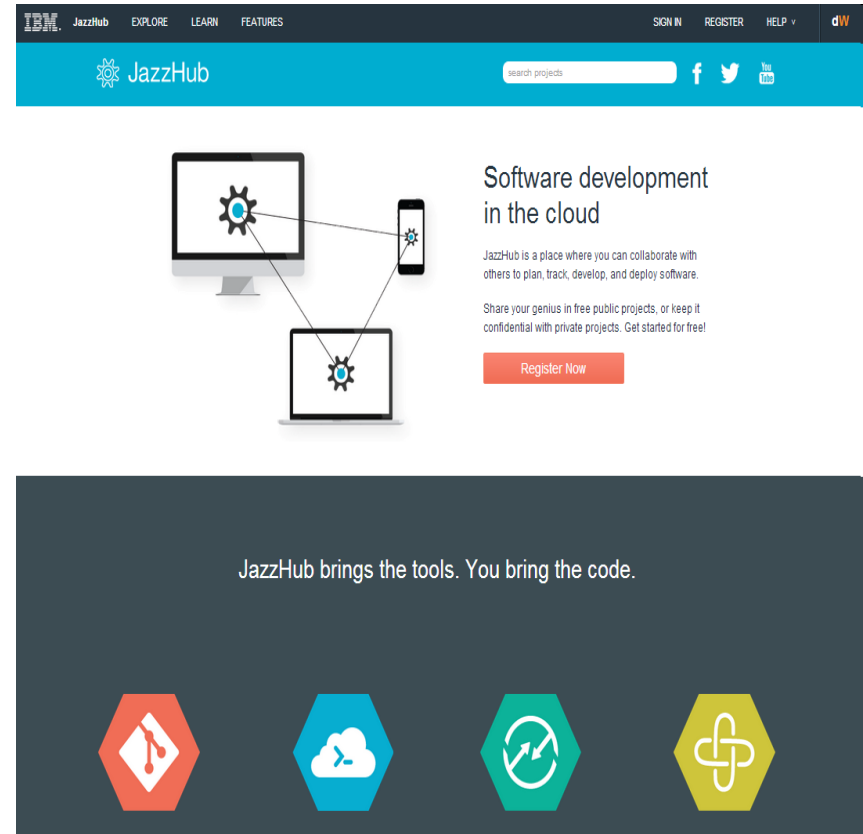 IBM. JazzHub EXPLORE LEARN FEATURES SIGN IN REGISTER HELP v dW
JazzHub search projects f You Tube
Software development
in the cloud
JazzHub is a place where you can collaborate with
others to plan, track, develop, and deploy software.
Share your genius in free public projects, or keep it
confidential with private projects. Get started for free!
Register Now
JazzHub brings the tools. You bring the code.